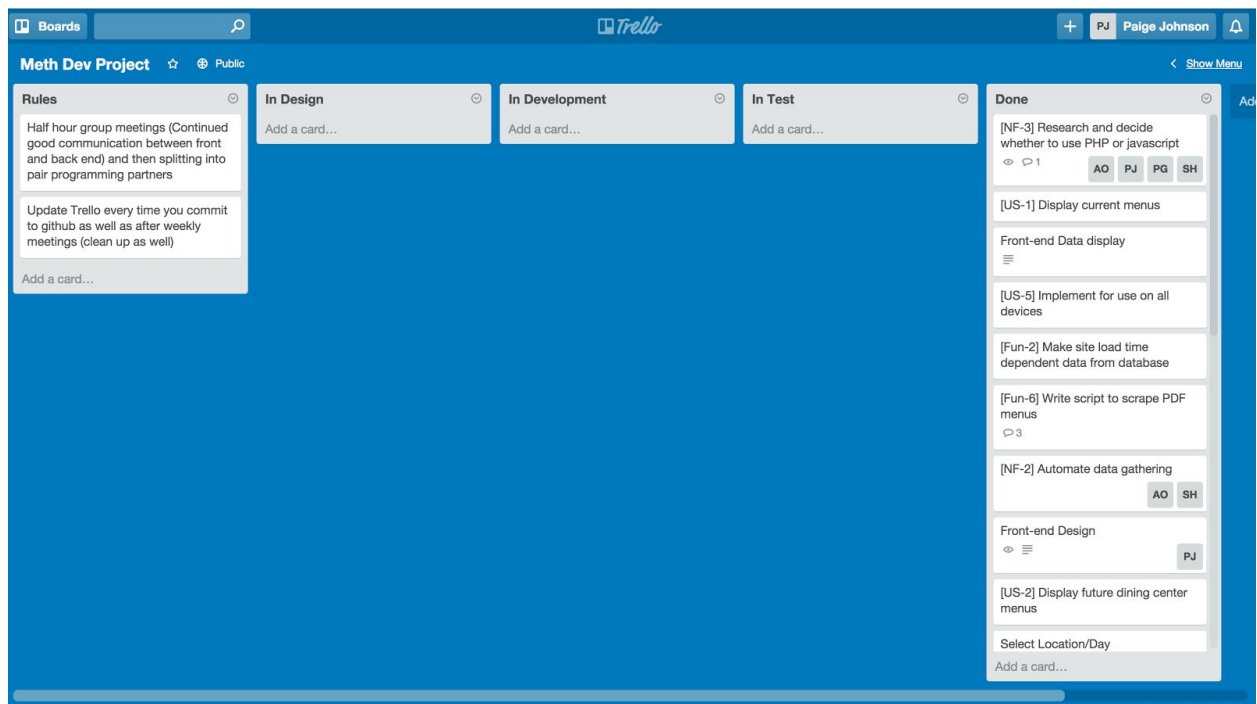 Boards
Trello
PJ Paige Johnson
Meth Dev Project
Public
Show Menu
Rules
Half hour group meetings (Continued
good communication between front
and back end) and then splitting into
pair programming partners
Update Trello every time you commit
to github as well as after weekly
meetings (clean up as well)
Add a card...
In Design
Add a card...
In Development
Add a card...
In Test
Add a card...
Done
[NF-3] Research and decide
whether to use PHP or javascript
1
AO PJ PG SH
[US-1] Display current menus
Front-end Data display
[US-5] Implement for use on all
devices
[Fun-2] Make site load time
dependent data from database
[Fun-6] Write script to scrape PDF
menus
3
[NF-2] Automate data gathering
AO SH
Front-end Design
PJ
[US-2] Display future dining center
menus
Select Location/Day
Add a card...
Ad